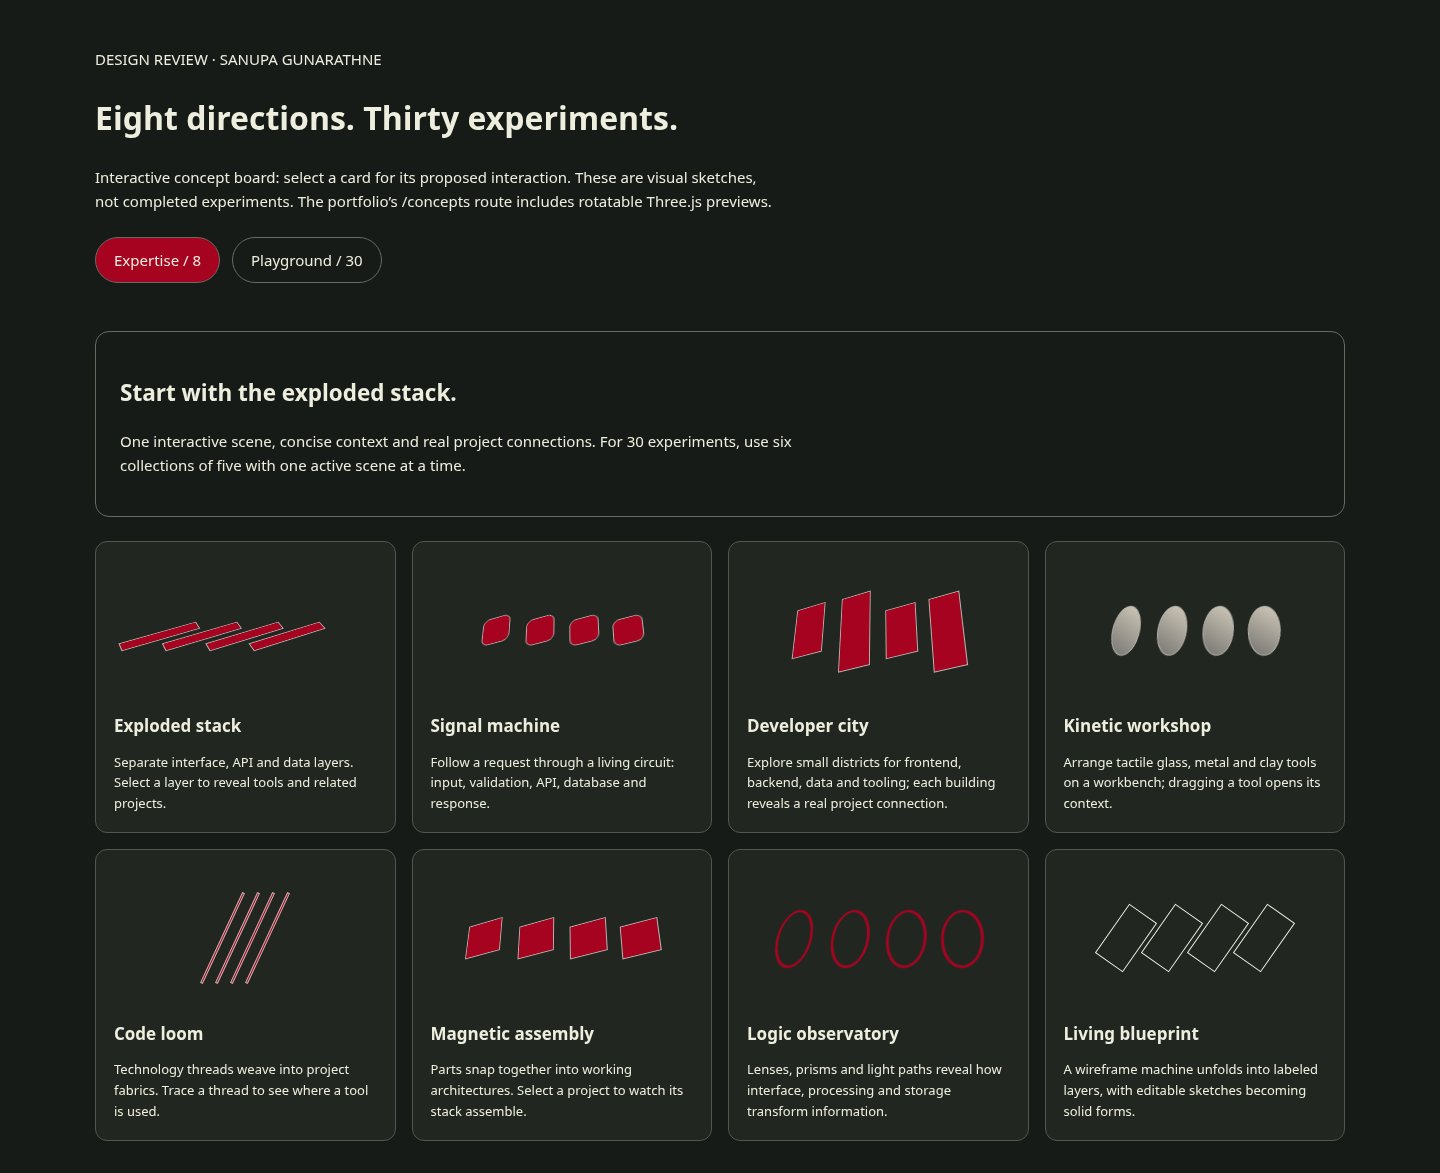 DESIGN REVIEW · SANUPA GUNARATHNE
Eight directions. Thirty experiments.
Interactive concept board: select a card for its proposed interaction. These are visual sketches,
not completed experiments. The portfolio’s /concepts route includes rotatable Three.js previews.
Expertise / 8
Playground / 30
Start with the exploded stack.
One interactive scene, concise context and real project connections. For 30 experiments, use six
collections of five with one active scene at a time.
Exploded stack
Separate interface, API and data layers.
Select a layer to reveal tools and related
projects.
Signal machine
Follow a request through a living circuit:
input, validation, API, database and
response.
Developer city
Explore small districts for frontend,
backend, data and tooling; each building
reveals a real project connection.
Kinetic workshop
Arrange tactile glass, metal and clay tools
on a workbench; dragging a tool opens its
context.
Code loom
Technology threads weave into project
fabrics. Trace a thread to see where a tool
is used.
Magnetic assembly
Parts snap together into working
architectures. Select a project to watch its
stack assemble.
Logic observatory
Lenses, prisms and light paths reveal how
interface, processing and storage
transform information.
Living blueprint
A wireframe machine unfolds into labeled
layers, with editable sketches becoming
solid forms.